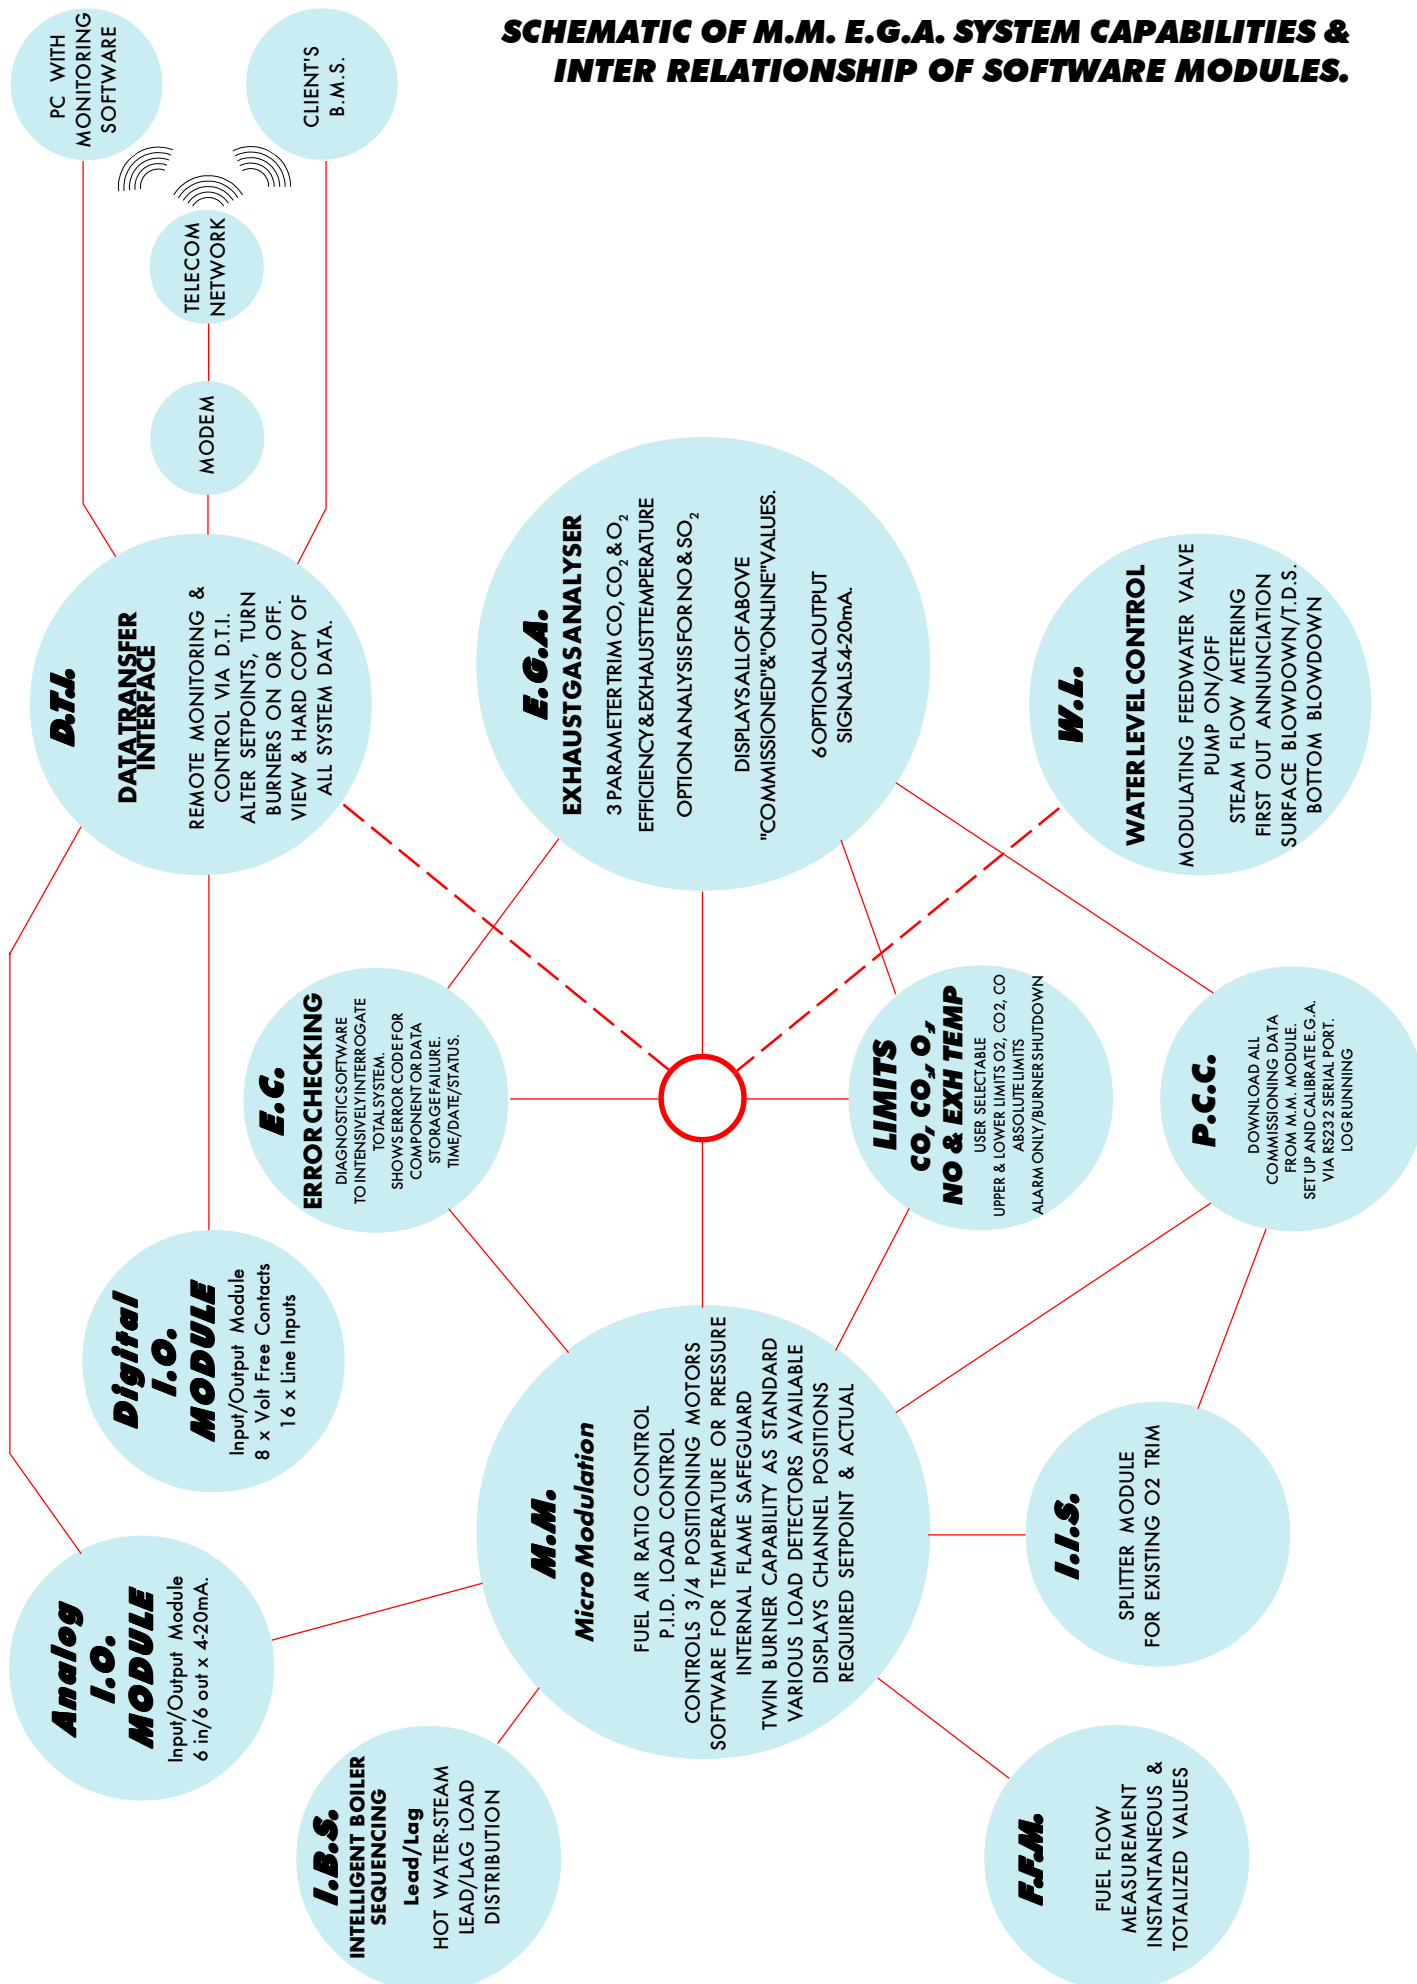 SCHEMATIC OF M.M. E.G.A. SYSTEM CAPABILITIES &
INTER RELATIONSHIP OF SOFTWARE MODULES.
PC WITH
MONITORING
SOFTWARE
CLIENT'S
B.M.S.
TELECOM
NETWORK
MODEM
D.T.I.
DATA TRANSFER
INTERFACE
REMOTE MONITORING &
CONTROL VIA D.T.I.
ALTER SETPOINTS, TURN
BURNERS ON OR OFF.
VIEW & HARD COPY OF
ALL SYSTEM DATA.
E.G.A.
EXHAUST GAS ANALYSER
3 PARAMETER TRIM CO, CO2 & O2
EFFICIENCY & EXHAUST TEMPERATURE
OPTION ANALYSIS FOR NO & SO2
DISPLAYS ALL OF ABOVE
"COMMISSIONED" & "ON-LINE" VALUES.
6 OPTIONAL OUTPUT
SIGNALS 4-20mA.
W.L.
WATER LEVEL CONTROL
MODULATING FEEDWATER VALVE
PUMP ON/OFF
STEAM FLOW METERING
FIRST OUT ANNUNCIATION
SURFACE BLOWDOWN/T.D.S.
BOTTOM BLOWDOWN
E.C.
ERROR CHECKING
DIAGNOSTIC SOFTWARE
TO INTENSIVELY INTERROGATE
TOTAL SYSTEM.
SHOWS ERROR CODE FOR
COMPONENT OR DATA
STORAGE FAILURE.
TIME/DATE/STATUS.
LIMITS
CO, CO2, O2,
NO & EXH TEMP
USER SELECTABLE
UPPER & LOWER LIMITS O2, CO2, CO
ABSOLUTE LIMITS
ALARM ONLY/BURNER SHUTDOWN
P.C.C.
DOWNLOAD ALL
COMMISSIONING DATA
FROM M.M. MODULE.
SET UP AND CALIBRATE E.G.A.
VIA RS232 SERIAL PORT.
LOG RUNNING
Digital
I.O.
MODULE
Input/Output Module
8 x Volt Free Contacts
16 x Line Inputs
Analog
I.O.
MODULE
Input/Output Module
6 in/6 out x 4-20mA.
M.M.
Micro Modulation
FUEL AIR RATIO CONTROL
P.I.D. LOAD CONTROL
CONTROLS 3/4 POSITIONING MOTORS
SOFTWARE FOR TEMPERATURE OR PRESSURE
INTERNAL FLAME SAFEGUARD
TWIN BURNER CAPABILITY AS STANDARD
VARIOUS LOAD DETECTORS AVAILABLE
DISPLAYS CHANNEL POSITIONS
REQUIRED SETPOINT & ACTUAL
I.I.S.
SPLITTER MODULE
FOR EXISTING O2 TRIM
I.B.S.
INTELLIGENT BOILER
SEQUENCING
Lead/Lag
HOT WATER-STEAM
LEAD/LAG LOAD
DISTRIBUTION
F.F.M.
FUEL FLOW
MEASUREMENT
INSTANTANEOUS &
TOTALIZED VALUES